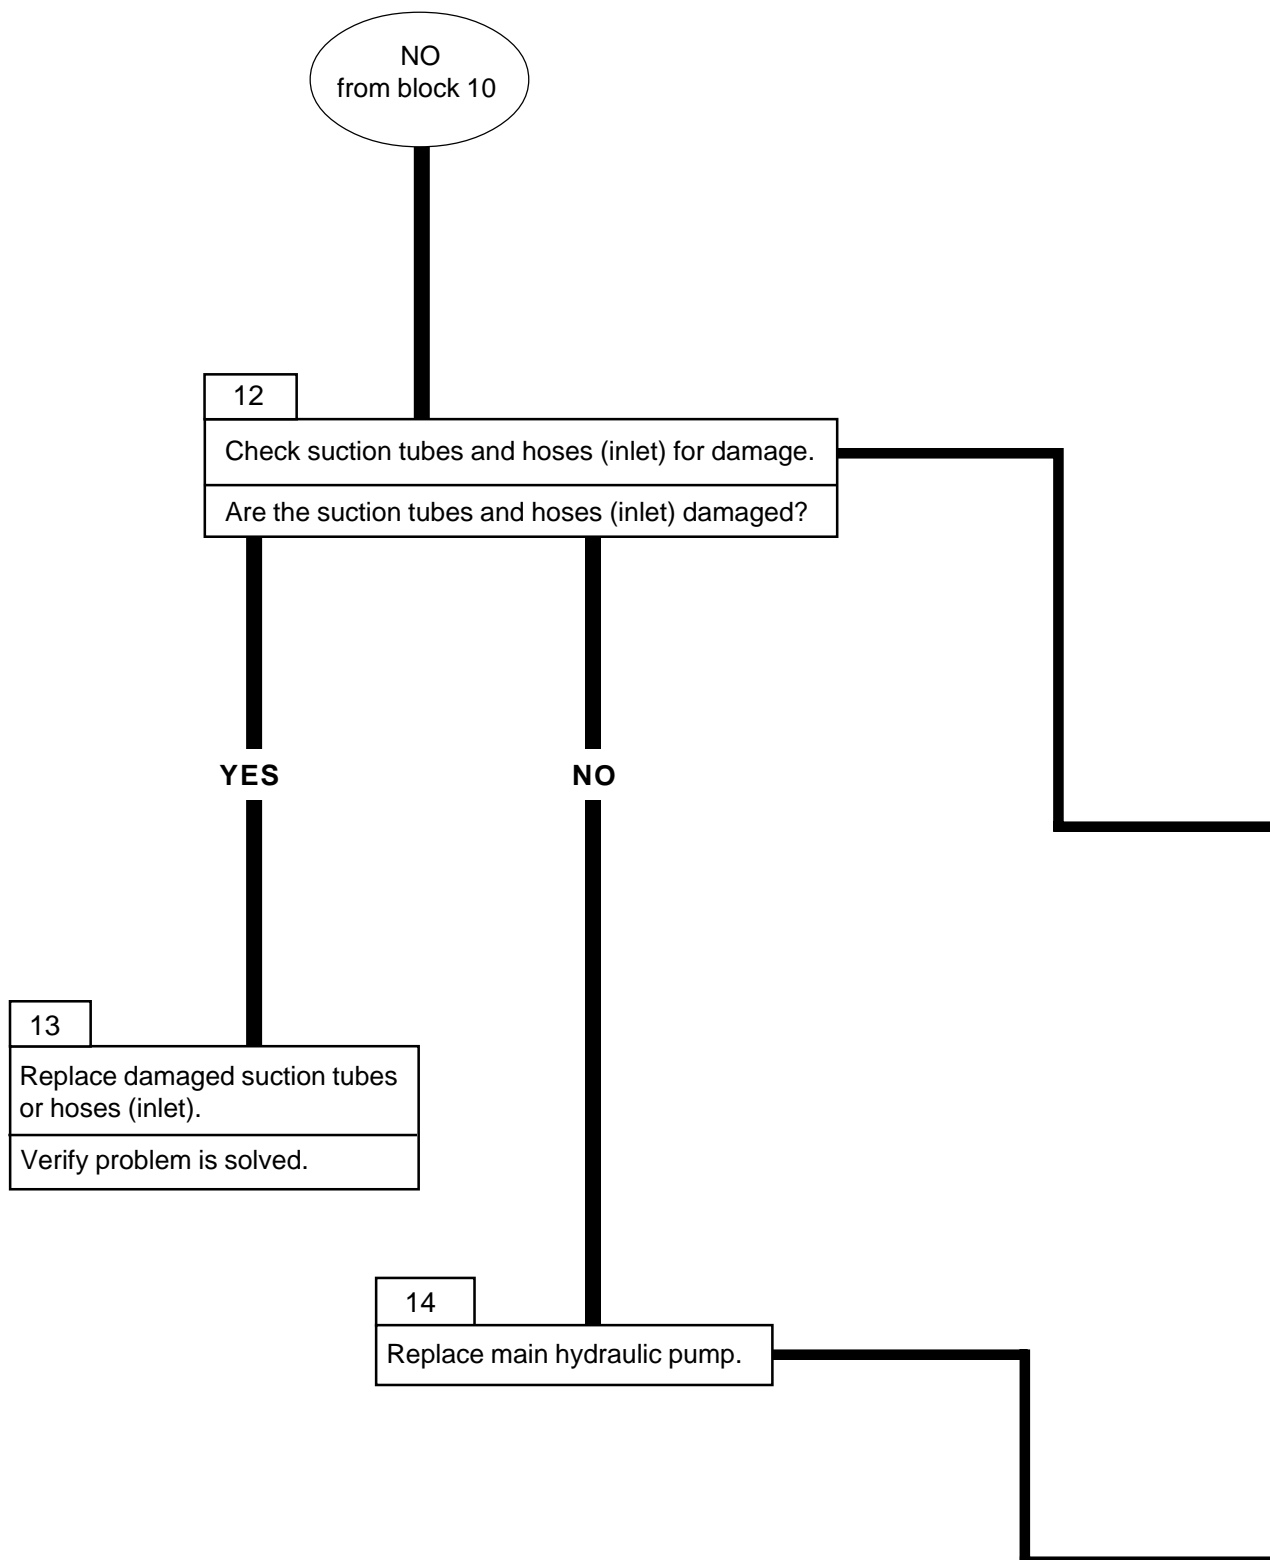 NO
from block 10
12
Check suction tubes and hoses (inlet) for damage.
Are the suction tubes and hoses (inlet) damaged?
YES
NO
13
Replace damaged suction tubes
or hoses (inlet).
Verify problem is solved.
14
Replace main hydraulic pump.